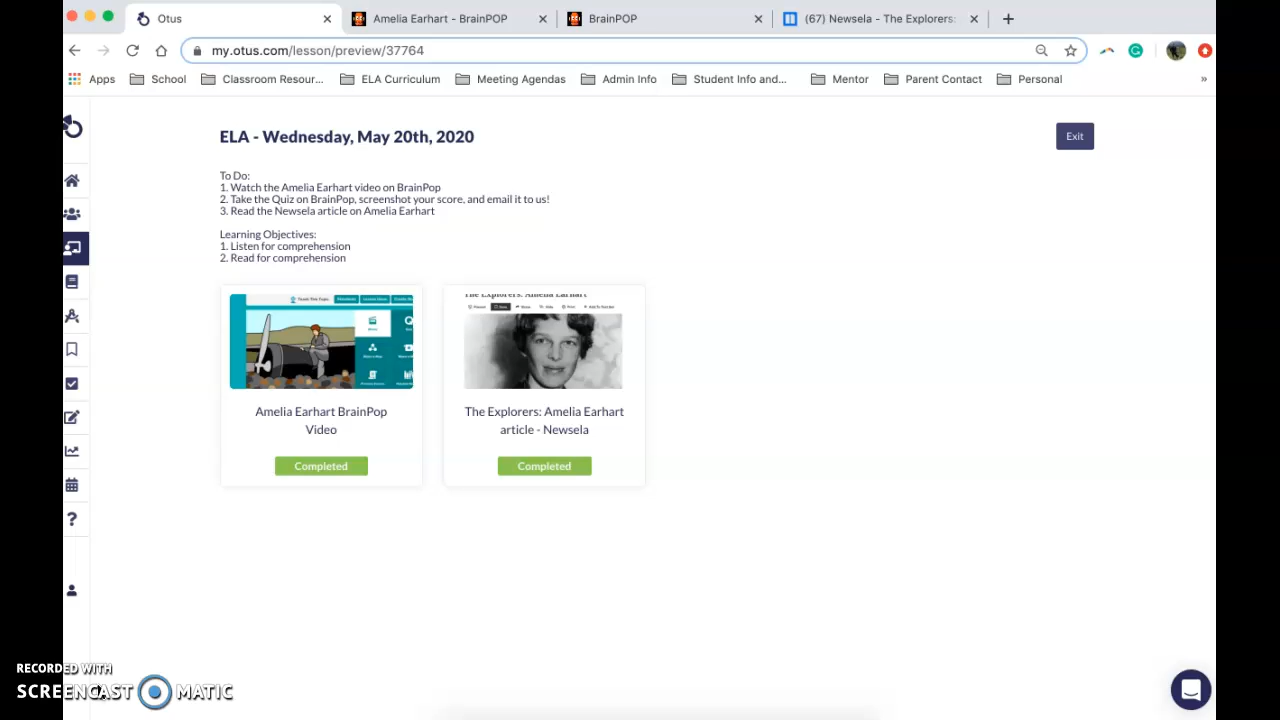 Otus
Amelia Earhart - BrainPOP
BrainPOP
(67) Newsela - The Explorers:
my.otus.com/lesson/preview/37764
Apps
School
Classroom Resour...
ELA Curriculum
Meeting Agendas
Admin Info
Student Info and...
Mentor
Parent Contact
Personal
»
ELA - Wednesday, May 20th, 2020
Exit
To Do:
1. Watch the Amelia Earhart video on BrainPop
2. Take the Quiz on BrainPop, screenshot your score, and email it to us!
3. Read the Newsela article on Amelia Earhart
Learning Objectives:
1. Listen for comprehension
2. Read for comprehension
The Explorers: Amelia Earhart
Amelia Earhart BrainPop
Video
Completed
The Explorers: Amelia Earhart
article - Newsela
Completed
RECORDED WITH
SCREENCAST MATIC